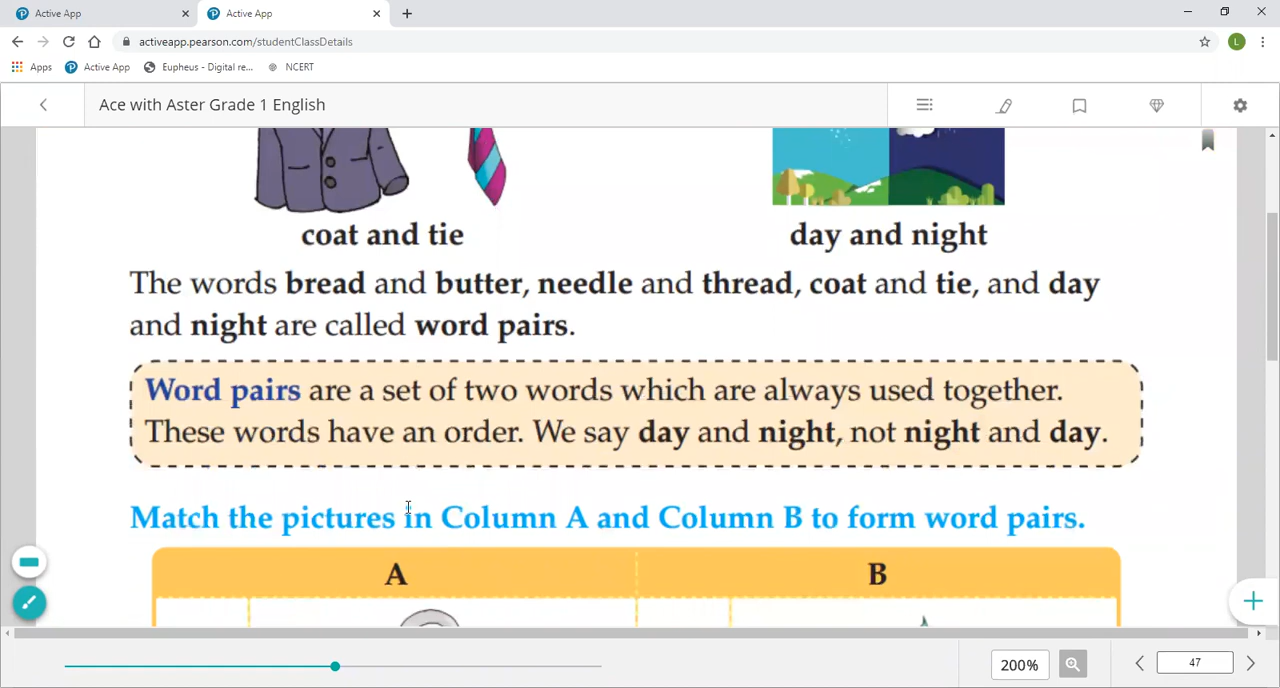 Active App
Active App
activeapp.pearson.com/studentClassDetails
L
Apps
Active App
Eupheus - Digital re...
NCERT
Ace with Aster Grade 1 English
coat and tie
day and night
The words bread and butter, needle and thread, coat and tie, and day
and night are called word pairs.
Word pairs are a set of two words which are always used together.
These words have an order. We say day and night, not night and day.
Match the pictures in Column A and Column B to form word pairs.
A
B
200%
47